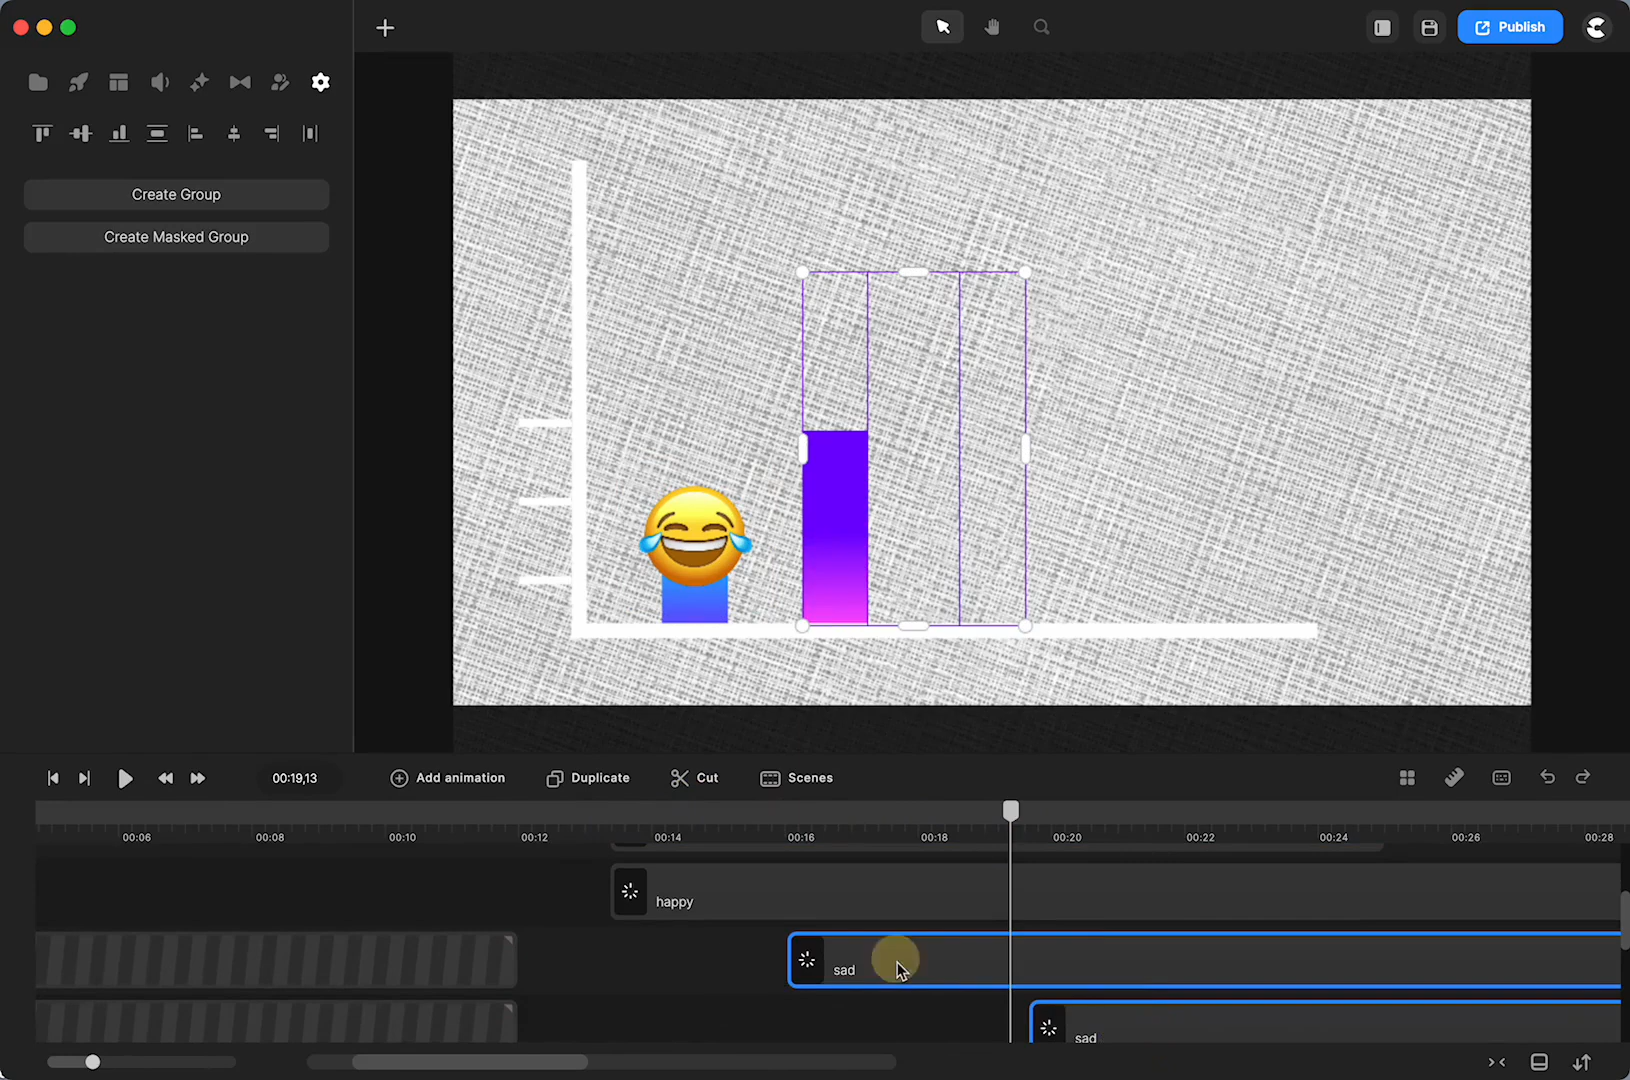 Publish
Create Group
Create Masked Group
00:19,13
Add animation
Duplicate
Cut
Scenes
00:06
00:08
00:10
00:12
00:14
00:16
00:18
00:20
00:22
00:24
00:26
00:28
happy
sad
sad